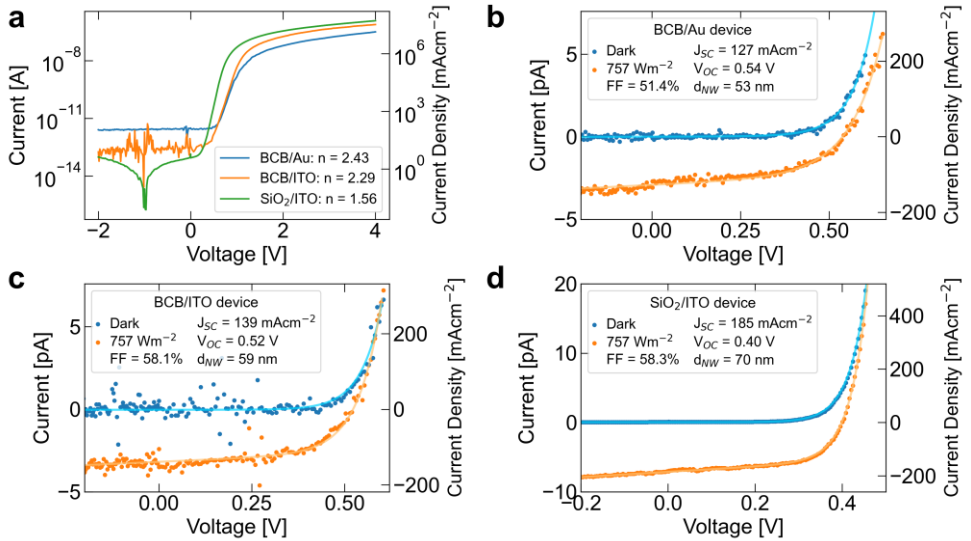 a
Current [A]
10⁻⁸
10⁻¹¹
10⁻¹⁴
BCB/Au: n = 2.43
BCB/ITO: n = 2.29
SiO₂/ITO: n = 1.56
−2 0 2 4
Voltage [V]
10⁶
10³
10⁰
Current Density [mAcm⁻²]
b
Current [pA]
5
0
−5
BCB/Au device
Dark J_SC = 127 mAcm⁻²
757 Wm⁻² V_OC = 0.54 V
FF = 51.4% d_NW = 53 nm
0.00 0.25 0.50
Voltage [V]
200
0
−200
Current Density [mAcm⁻²]
c
Current [pA]
5
0
−5
BCB/ITO device
Dark J_SC = 139 mAcm⁻²
757 Wm⁻² V_OC = 0.52 V
FF = 58.1% d_NW = 59 nm
0.00 0.25 0.50
Voltage [V]
200
0
−200
Current Density [mAcm⁻²]
d
Current [pA]
20
10
0
−10
SiO₂/ITO device
Dark J_SC = 185 mAcm⁻²
757 Wm⁻² V_OC = 0.40 V
FF = 58.3% d_NW = 70 nm
−0.2 0.0 0.2 0.4
Voltage [V]
400
200
0
−200
Current Density [mAcm⁻²]